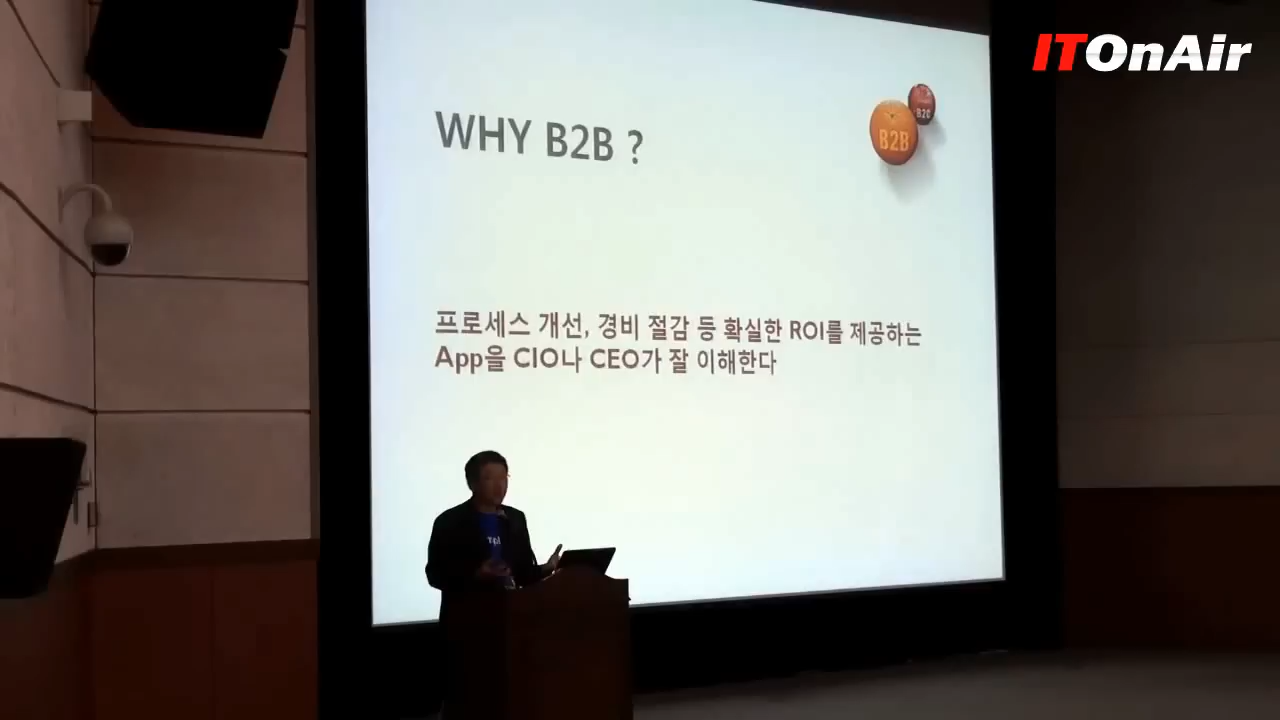 ITOnAir
WHY B2B ?
B2C
B2B
프로세스 개선, 경비 절감 등 확실한 ROI를 제공하는
App을 CIO나 CEO가 잘 이해한다